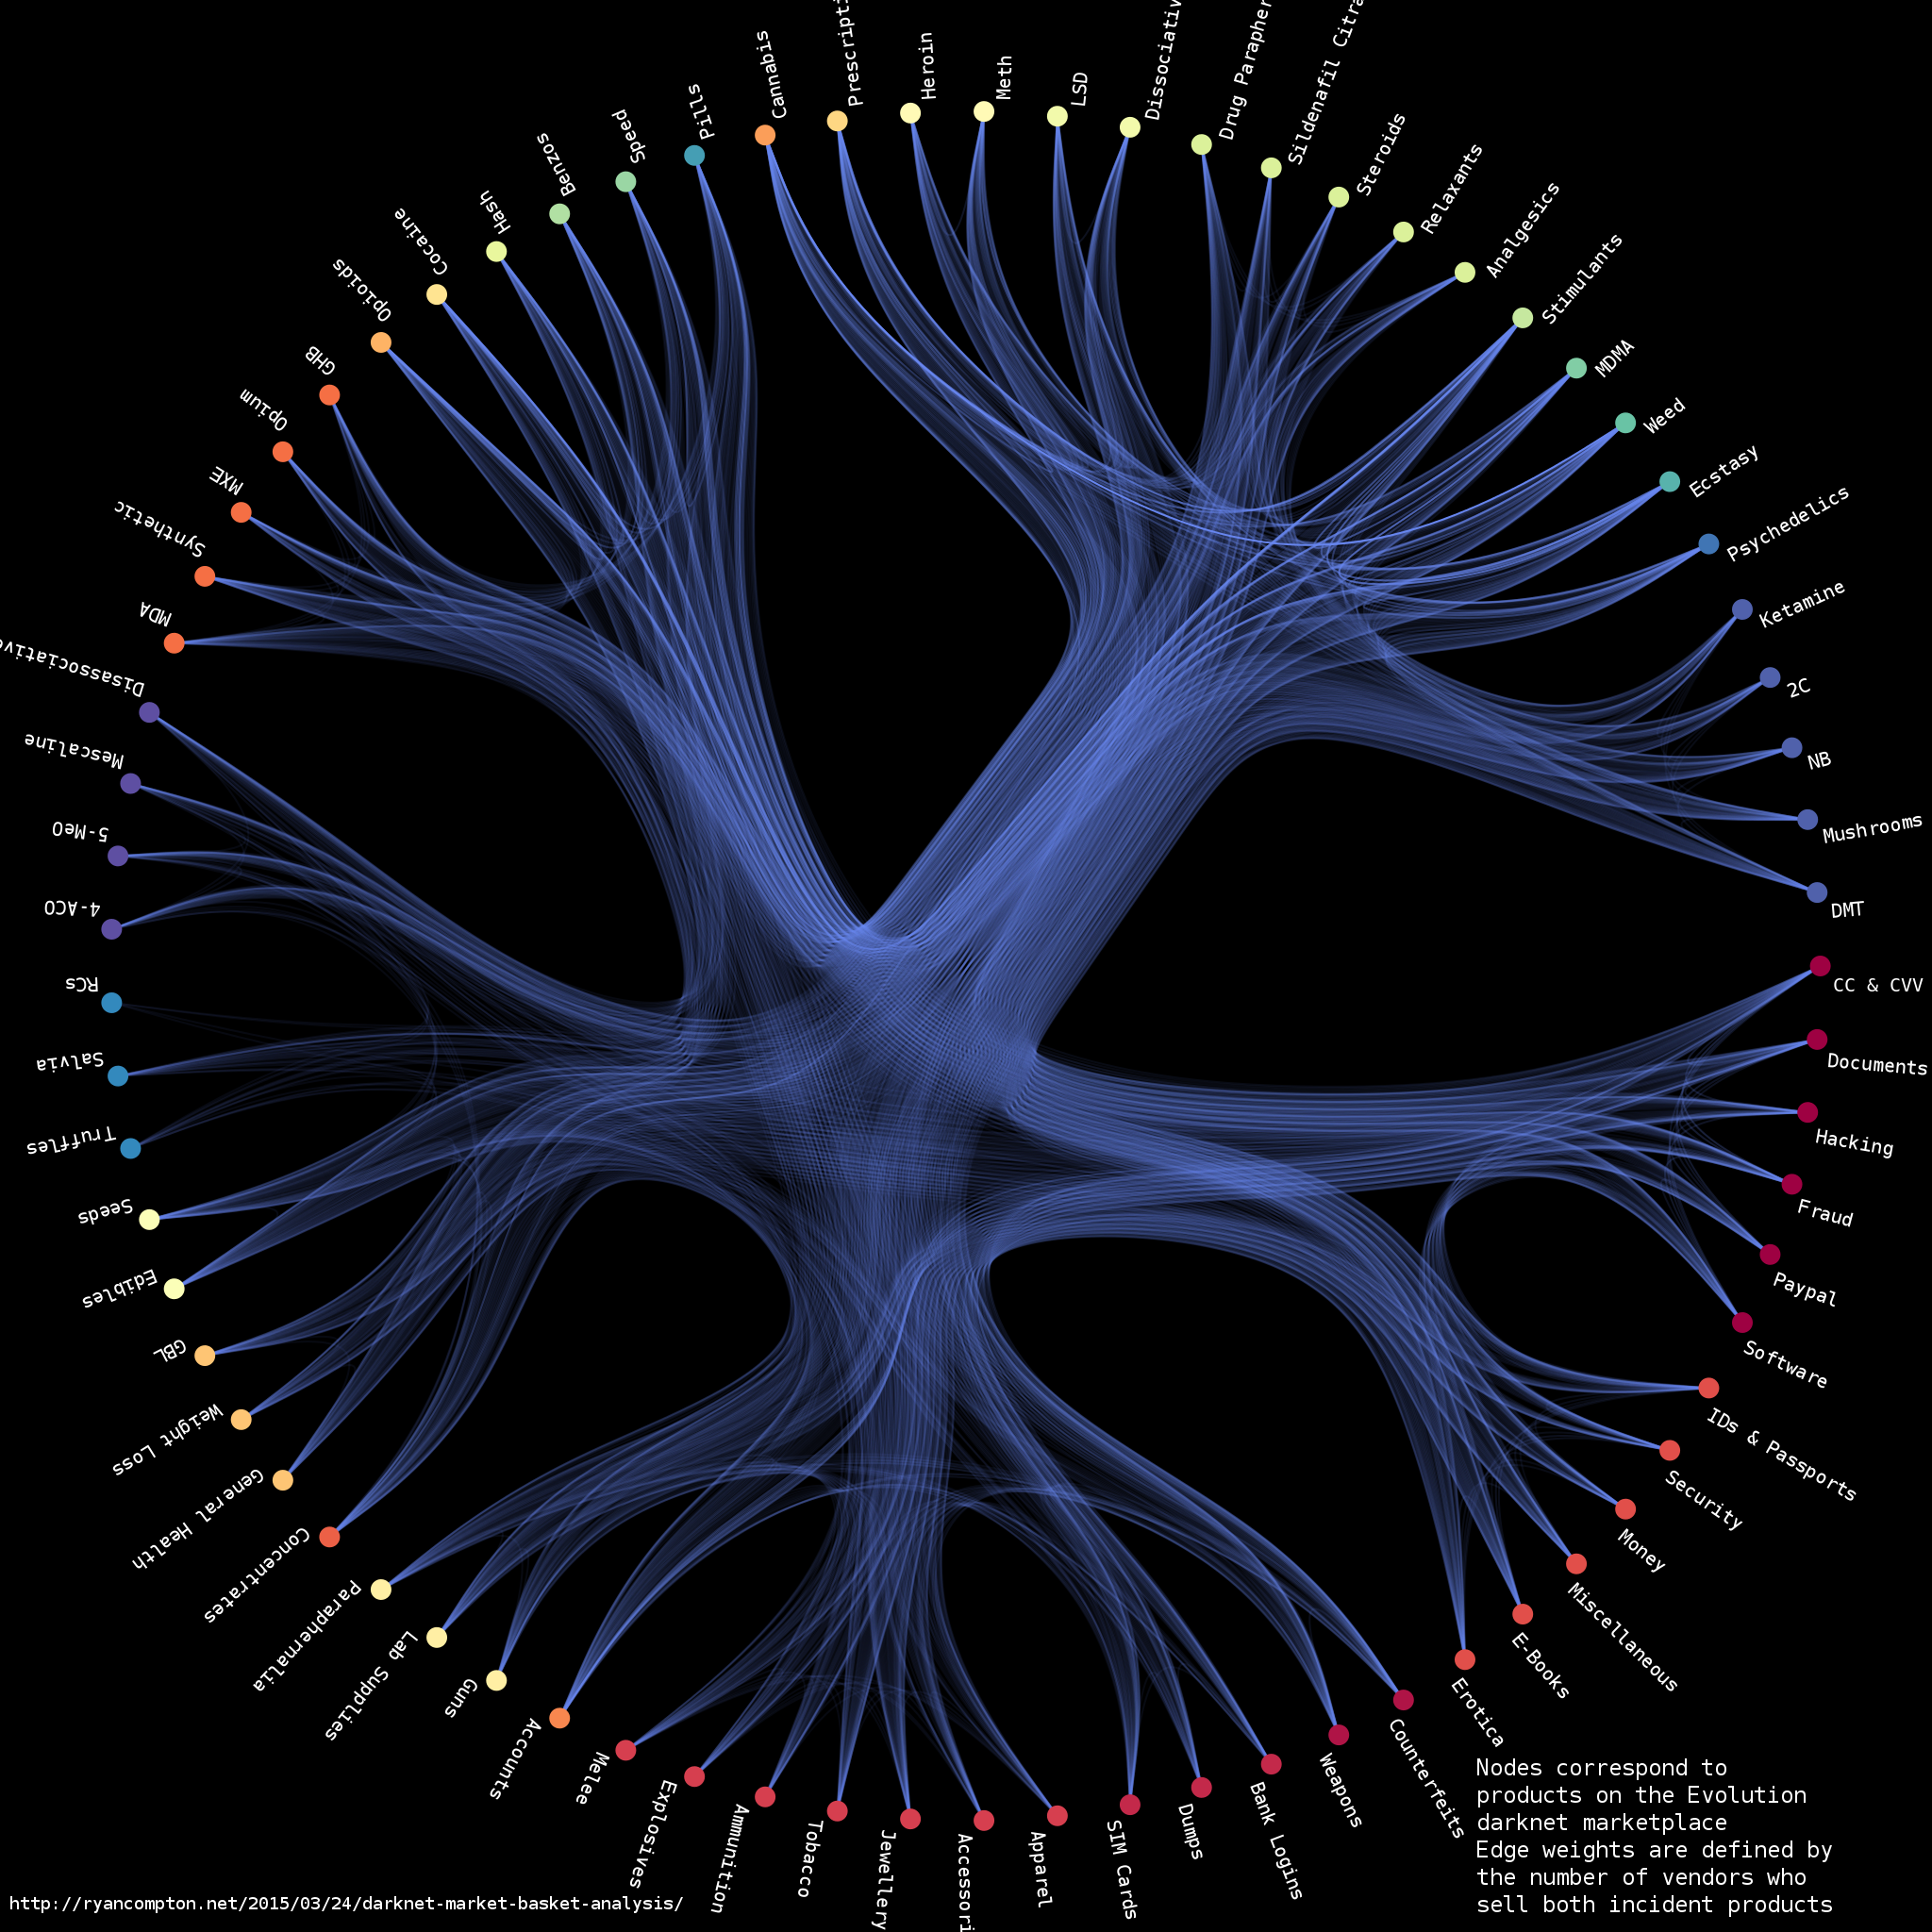 Cannabis
Heroin
Meth
LSD
Steroids
Relaxants
Analgesics
Stimulants
MDMA
Weed
Ecstasy
Psychedelics
Ketamine
2C
NB
Mushrooms
DMT
CC & CVV
Documents
Hacking
Fraud
Paypal
Software
IDs & Passports
Security
Money
Miscellaneous
E-Books
Erotica
Counterfeits
Weapons
Bank Logins
Dumps
SIM Cards
Apparel
Accessori
Jewellery
Tobacco
Ammunition
Explosives
Melee
Accounts
Guns
Lab Supplies
Paraphernalia
Concentrates
General Health
Weight Loss
GBL
Edibles
Seeds
Truffles
Salvia
RCs
4-ACO
5-MeO
Mescaline
Disassociativ
MDA
Synthetic
MXE
Opium
GHB
Opioids
Cocaine
Hash
Benzos
Speed
Pills
Prescript
Dissociativ
Drug Parapher
Sildenafil Citra
Nodes correspond to
products on the Evolution
darknet marketplace
Edge weights are defined by
the number of vendors who
sell both incident products
http://ryancompton.net/2015/03/24/darknet-market-basket-analysis/